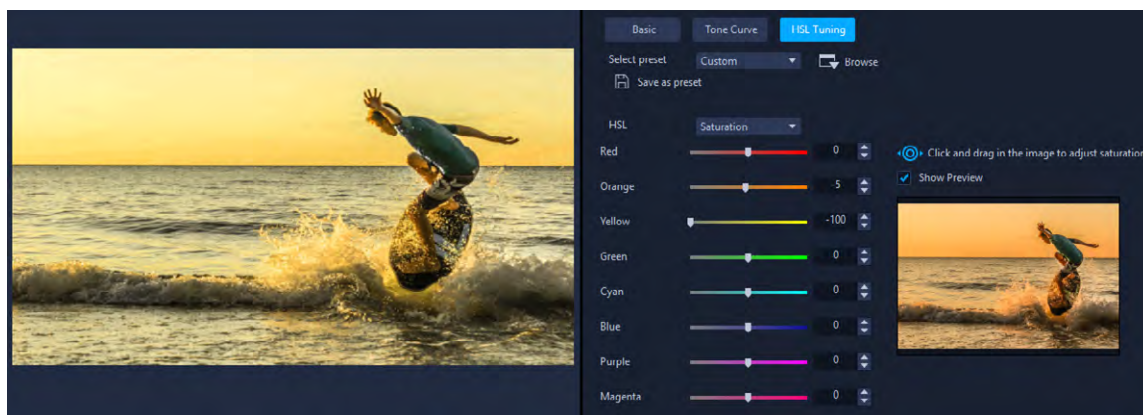 Basic Tone Curve HSL Tuning
Select preset Custom Browse
Save as preset
HSL Saturation
Red 0
Click and drag in the image to adjust saturation
Show Preview
Orange -5
Yellow -100
Green 0
Cyan 0
Blue 0
Purple 0
Magenta 0